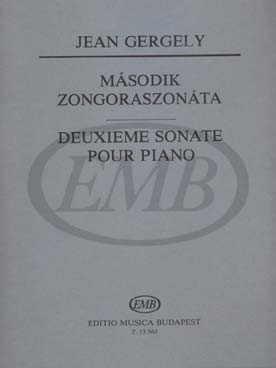 JEAN GERGELY
MÁSODIK
ZONGORASZONÁTA
DEUXIEME SONATE
POUR PIANO
EMB
EMB
EDITIO MUSICA BUDAPEST
Z. 13 564